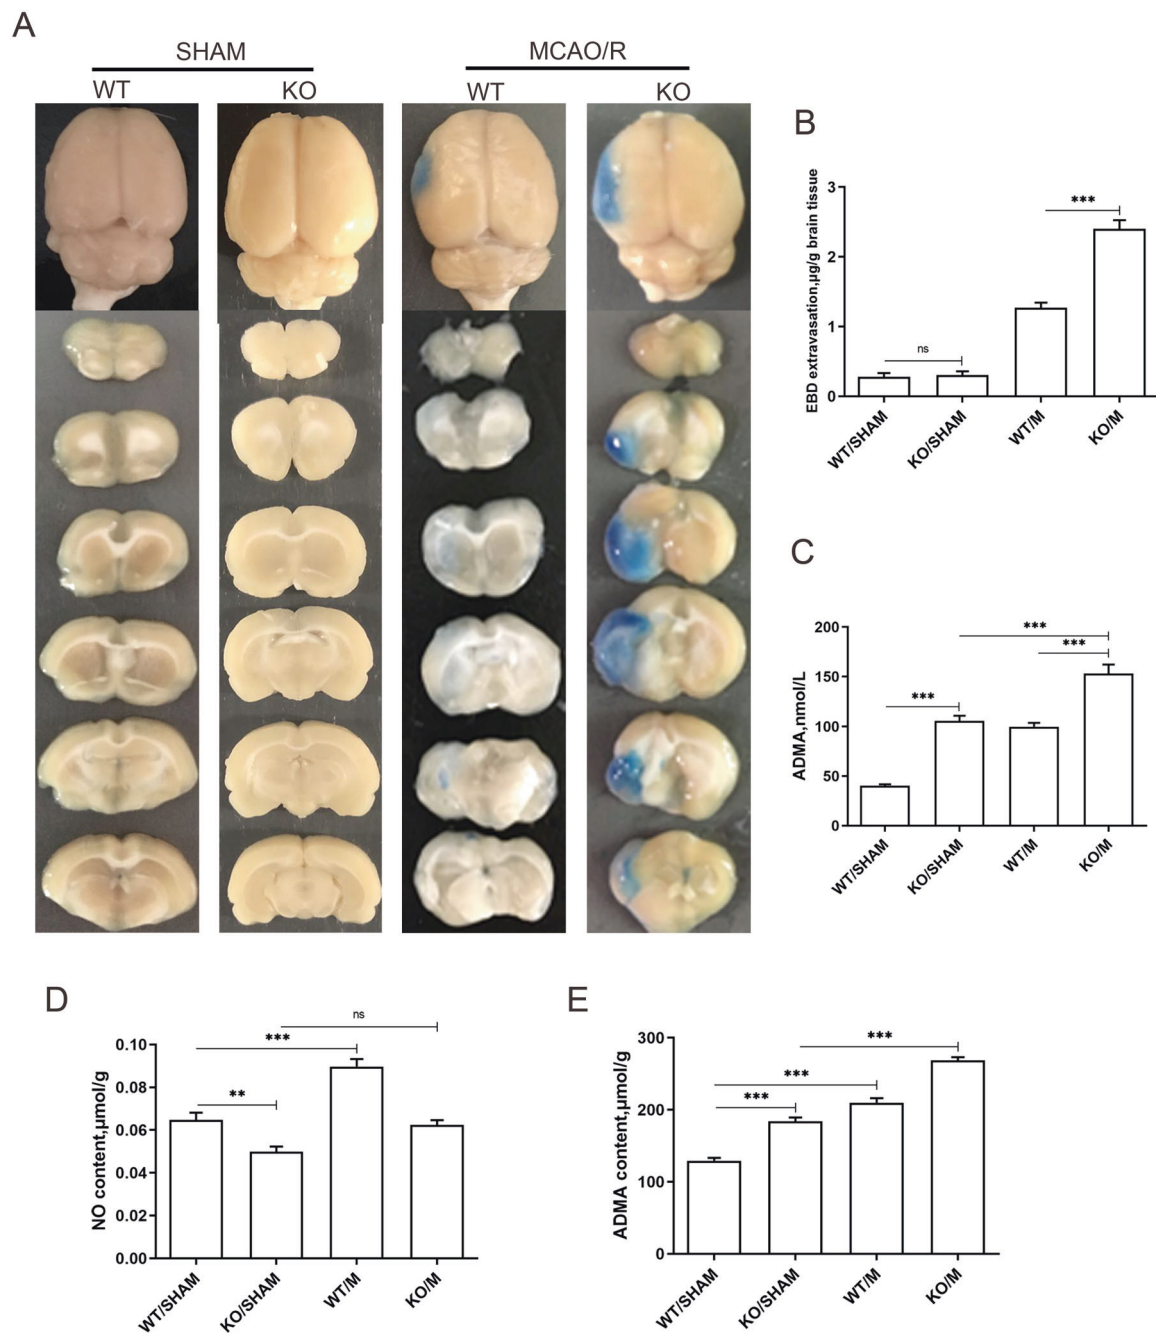 A
SHAM
MCAO/R
WT
KO
WT
KO
B
EBD extravasation,µg/g brain tissue
3
2
1
0
ns
***
WT/SHAM
KO/SHAM
WT/M
KO/M
C
ADMA,nmol/L
200
150
100
50
0
***
***
***
WT/SHAM
KO/SHAM
WT/M
KO/M
D
NO content,µmol/g
0.10
0.08
0.06
0.04
0.02
0.00
ns
***
**
WT/SHAM
KO/SHAM
WT/M
KO/M
E
ADMA content,µmol/g
300
200
100
0
***
***
***
WT/SHAM
KO/SHAM
WT/M
KO/M